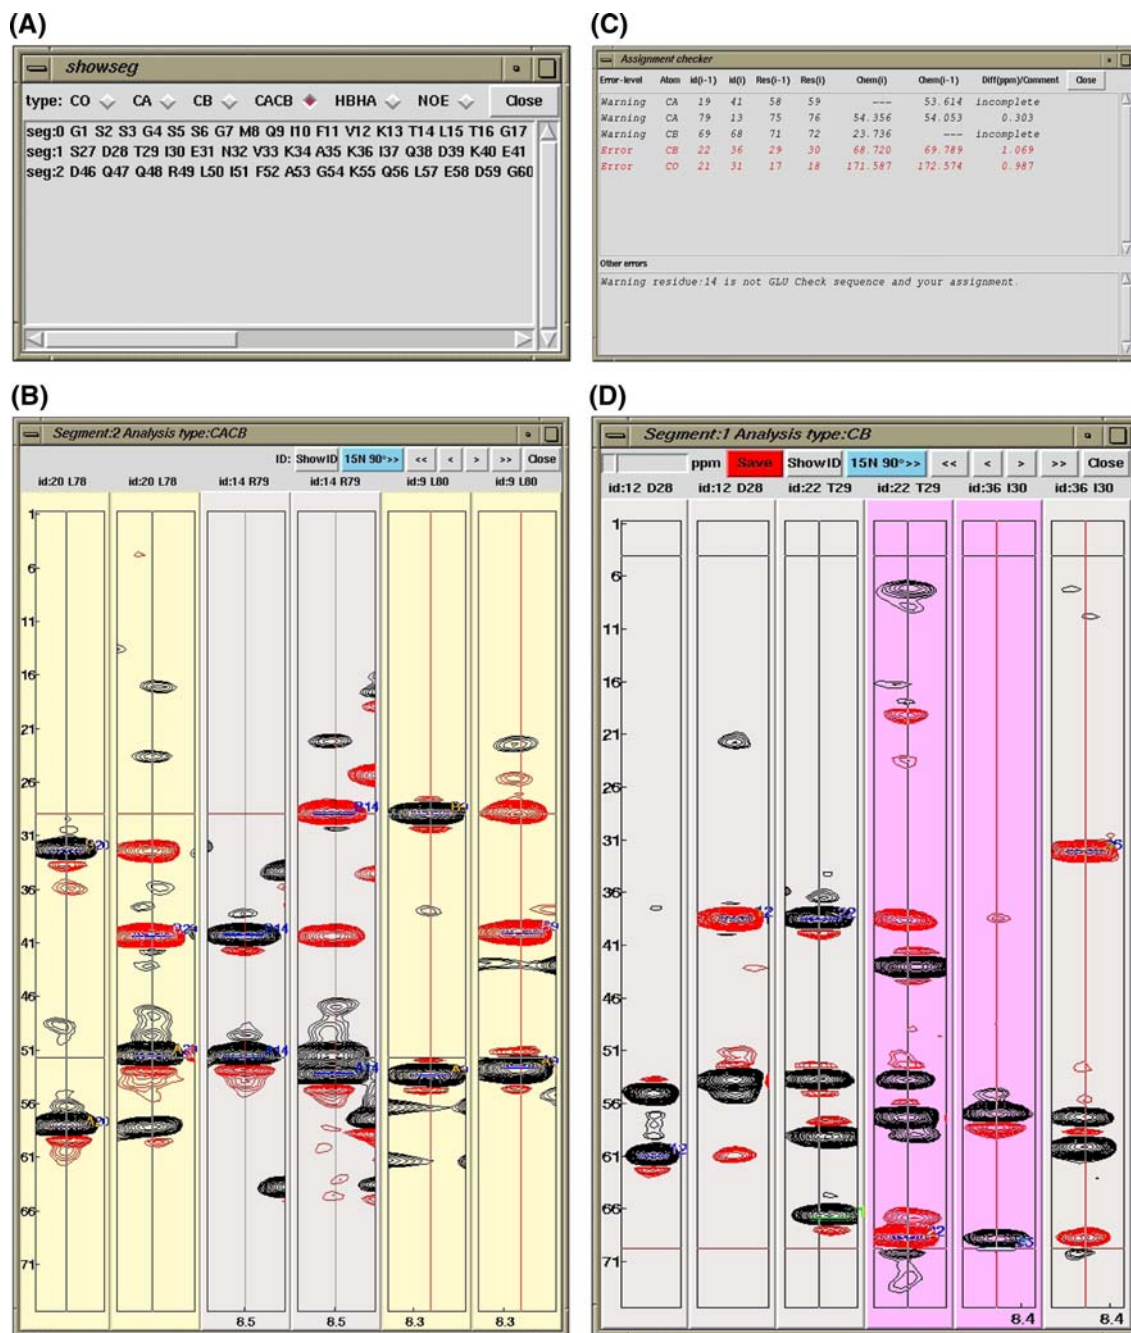 (A)
showseg
type: CO CA CB CACB HBHA NOE Close
seg:0 G1 S2 S3 G4 S5 S6 G7 M8 Q9 I10 F11 V12 K13 T14 L15 T16 G17
seg:1 S27 D28 T29 I30 E31 N32 V33 K34 A35 K36 I37 Q38 D39 K40 E41
seg:2 D46 Q47 Q48 R49 L50 I51 F52 A53 G54 K55 Q56 L57 E58 D59 G60
(C)
Assignment checker
Error-level Atom id(i-1) id(i) Res(i-1) Res(i) Chem(i) Chem(i-1) Diff(ppm)/Comment Close
Warning CA 19 41 58 59 --- 53.614 incomplete
Warning CA 79 13 75 76 54.356 54.053 0.303
Warning CB 69 68 71 72 23.736 --- incomplete
Error CB 22 36 29 30 68.720 69.789 1.069
Error CO 21 31 17 18 171.587 172.574 0.987
Other errors
Warning residue:14 is not GLU Check sequence and your assignment.
(B)
Segment:2 Analysis type:CACB
ID: ShowID 15N 90°>> << < > >> Close
id:20 L78 id:20 L78 id:14 R79 id:14 R79 id:9 L80 id:9 L80
1
6
11
16
21
26
31
36
41
46
51
56
61
66
71
8.5 8.5 8.3 8.3
(D)
Segment:1 Analysis type:CB
ppm Save ShowID 15N 90°>> << < > >> Close
id:12 D28 id:12 D28 id:22 T29 id:22 T29 id:36 I30 id:36 I30
1
6
11
16
21
26
31
36
41
46
51
56
61
66
71
8.4 8.4